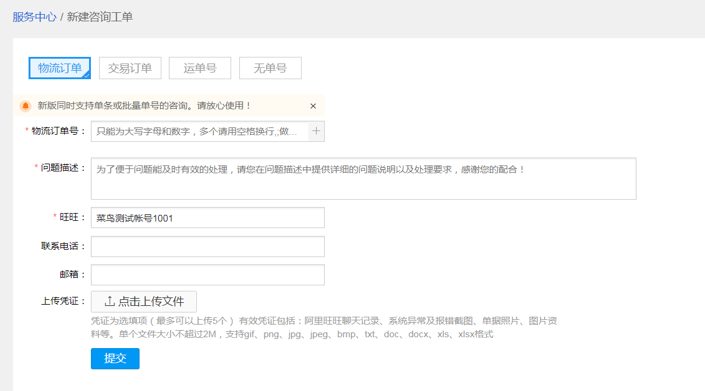 服务中心 / 新建咨询工单
物流订单 交易订单 运单号 无单号
新版同时支持单条或批量单号的咨询。请放心使用！ ×
* 物流订单号： 只能为大写字母和数字，多个请用空格换行,;做... +
* 问题描述： 为了便于问题能及时有效的处理，请您在问题描述中提供详细的问题说明以及处理要求，感谢您的配合！
* 旺旺： 菜鸟测试帐号1001
联系电话：
邮箱：
上传凭证： 点击上传文件
凭证为选填项（最多可以上传5个） 有效凭证包括：阿里旺旺聊天记录、系统异常及报错截图、单据照片、图片资
料等。单个文件大小不超过2M，支持gif、png、jpg、jpeg、bmp、txt、doc、docx、xls、xlsx格式
提交